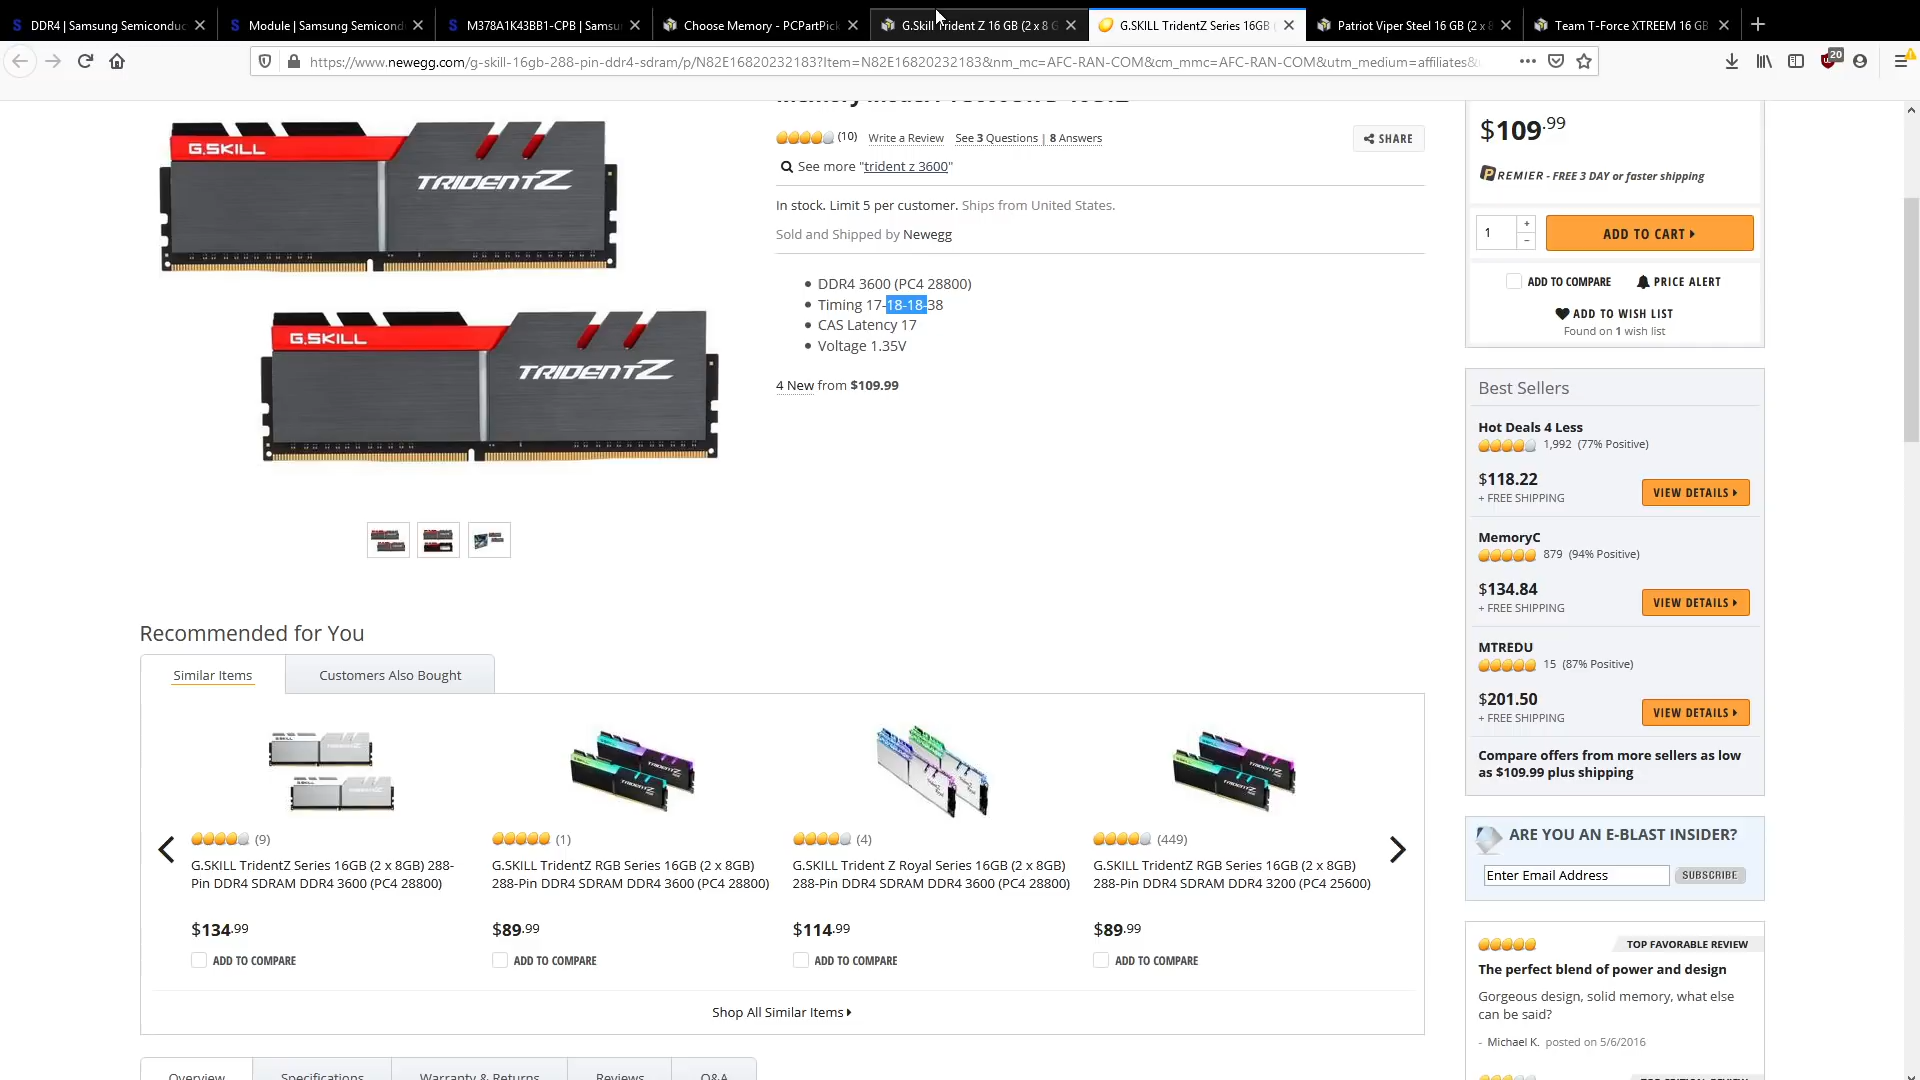 DDR4 | Samsung Semiconduc
Module | Samsung Semicond
M378A1K43BB1-CPB | Samsu
Choose Memory - PCPartPick
G.Skill Trident Z 16 GB (2 x 8 G
G.SKILL TridentZ Series 16GB
Patriot Viper Steel 16 GB (2 x 8
Team T-Force XTREEM 16 GB
https://www.newegg.com/g-skill-16gb-288-pin-ddr4-sdram/p/N82E16820232183?Item=N82E16820232183&nm_mc=AFC-RAN-COM&cm_mmc=AFC-RAN-COM&utm_medium=affiliates&
20
G.SKILL
TRIDENTZ
G.SKILL
TRIDENTZ
(10) Write a Review See 3 Questions | 8 Answers
SHARE
See more "trident z 3600"
In stock. Limit 5 per customer. Ships from United States.
Sold and Shipped by Newegg
DDR4 3600 (PC4 28800)
Timing 17-18-18-38
CAS Latency 17
Voltage 1.35V
4 New from $109.99
$109.99
PREMIER - FREE 3 DAY or faster shipping
1
+
−
ADD TO CART
ADD TO COMPARE
PRICE ALERT
ADD TO WISH LIST
Found on 1 wish list
Best Sellers
Hot Deals 4 Less
1,992 (77% Positive)
$118.22
+ FREE SHIPPING
VIEW DETAILS
MemoryC
879 (94% Positive)
$134.84
+ FREE SHIPPING
VIEW DETAILS
MTREDU
15 (87% Positive)
$201.50
+ FREE SHIPPING
VIEW DETAILS
Compare offers from more sellers as low
as $109.99 plus shipping
Recommended for You
Similar Items
Customers Also Bought
(9)
G.SKILL TridentZ Series 16GB (2 x 8GB) 288-
Pin DDR4 SDRAM DDR4 3600 (PC4 28800)
$134.99
ADD TO COMPARE
(1)
G.SKILL TridentZ RGB Series 16GB (2 x 8GB)
288-Pin DDR4 SDRAM DDR4 3600 (PC4 28800)
$89.99
ADD TO COMPARE
(4)
G.SKILL Trident Z Royal Series 16GB (2 x 8GB)
288-Pin DDR4 SDRAM DDR4 3600 (PC4 28800)
$114.99
ADD TO COMPARE
(449)
G.SKILL TridentZ RGB Series 16GB (2 x 8GB)
288-Pin DDR4 SDRAM DDR4 3200 (PC4 25600)
$89.99
ADD TO COMPARE
Shop All Similar Items
ARE YOU AN E-BLAST INSIDER?
Enter Email Address
SUBSCRIBE
TOP FAVORABLE REVIEW
The perfect blend of power and design
Gorgeous design, solid memory, what else
can be said?
- Michael K. posted on 5/6/2016
Overview
Specifications
Warranty & Returns
Reviews
Q&A